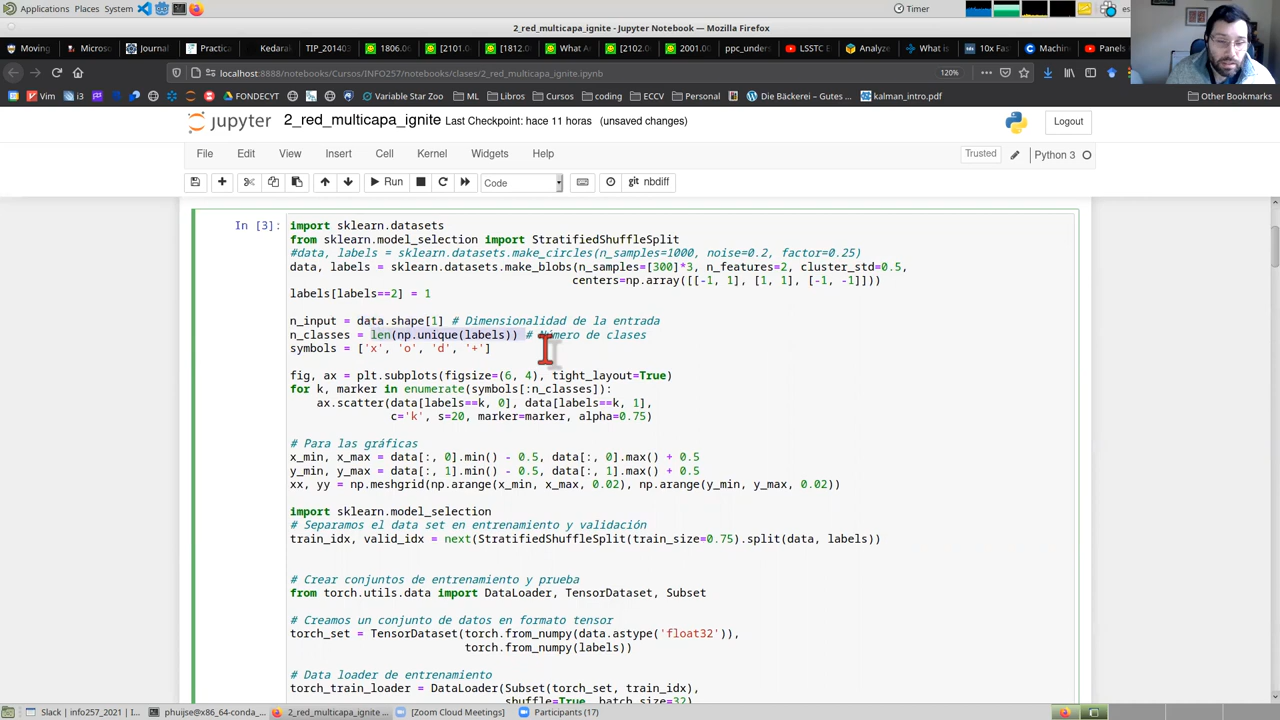 Applications Places System Timer es
2_red_multicapa_ignite - Jupyter Notebook — Mozilla Firefox
Moving Microso Journal Practica Kedarak TIP_201403 1806.06 [2101. [1812.0 What Ar [2102.0 2001.00 ppc_unders LSSTC E Analyze What is 10x Fas Machin Panels
localhost:8888/notebooks/Cursos/INFO257/notebooks/clases/2_red_multicapa_ignite.ipynb 120%
Vim i3 FONDECYT Variable Star Zoo ML Libros Cursos coding ECCV Personal Die Bäckerei – Gutes ... kalman_intro.pdf Other Bookmarks
jupyter 2_red_multicapa_ignite Last Checkpoint: hace 11 horas (unsaved changes) Logout
File Edit View Insert Cell Kernel Widgets Help Trusted Python 3
Run Code git nbdiff
In [3]: import sklearn.datasets
from sklearn.model_selection import StratifiedShuffleSplit
#data, labels = sklearn.datasets.make_circles(n_samples=1000, noise=0.2, factor=0.25)
data, labels = sklearn.datasets.make_blobs(n_samples=[300]*3, n_features=2, cluster_std=0.5,
centers=np.array([[-1, 1], [1, 1], [-1, -1]]))
labels[labels==2] = 1
n_input = data.shape[1] # Dimensionalidad de la entrada
n_classes = len(np.unique(labels)) # Número de clases
symbols = ['x', 'o', 'd', '+']
fig, ax = plt.subplots(figsize=(6, 4), tight_layout=True)
for k, marker in enumerate(symbols[:n_classes]):
ax.scatter(data[labels==k, 0], data[labels==k, 1],
c='k', s=20, marker=marker, alpha=0.75)
# Para las gráficas
x_min, x_max = data[:, 0].min() - 0.5, data[:, 0].max() + 0.5
y_min, y_max = data[:, 1].min() - 0.5, data[:, 1].max() + 0.5
xx, yy = np.meshgrid(np.arange(x_min, x_max, 0.02), np.arange(y_min, y_max, 0.02))
import sklearn.model_selection
# Separamos el data set en entrenamiento y validación
train_idx, valid_idx = next(StratifiedShuffleSplit(train_size=0.75).split(data, labels))
# Crear conjuntos de entrenamiento y prueba
from torch.utils.data import DataLoader, TensorDataset, Subset
# Creamos un conjunto de datos en formato tensor
torch_set = TensorDataset(torch.from_numpy(data.astype('float32')),
torch.from_numpy(labels))
# Data loader de entrenamiento
torch_train_loader = DataLoader(Subset(torch_set, train_idx),
shuffle=True, batch_size=32)
Slack | info257_2021 | I... phuijse@x86_64-conda_... 2_red_multicapa_ignite ... [Zoom Cloud Meetings] Participants (17)